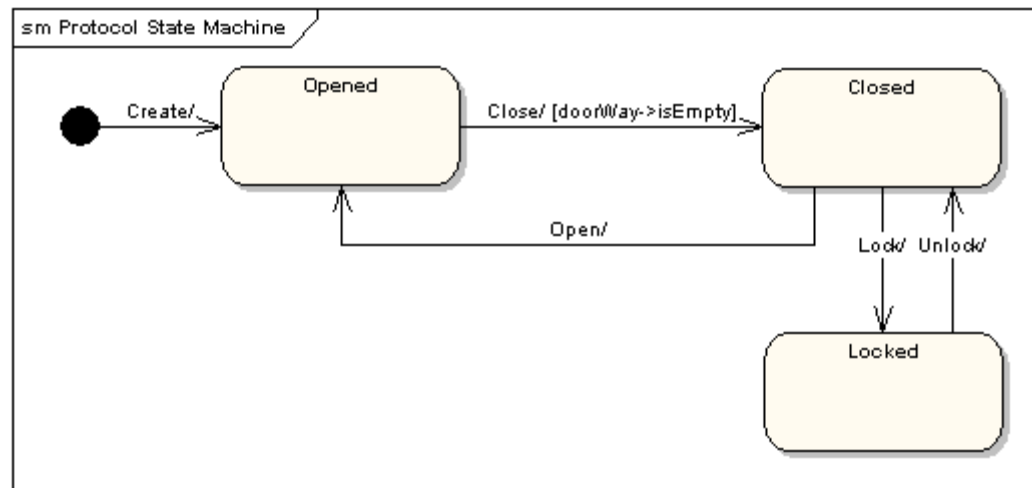 sm Protocol State Machine
Opened
Closed
Create/
Close/ [doorWay->isEmpty]
Open/
Lock/
Unlock/
Locked